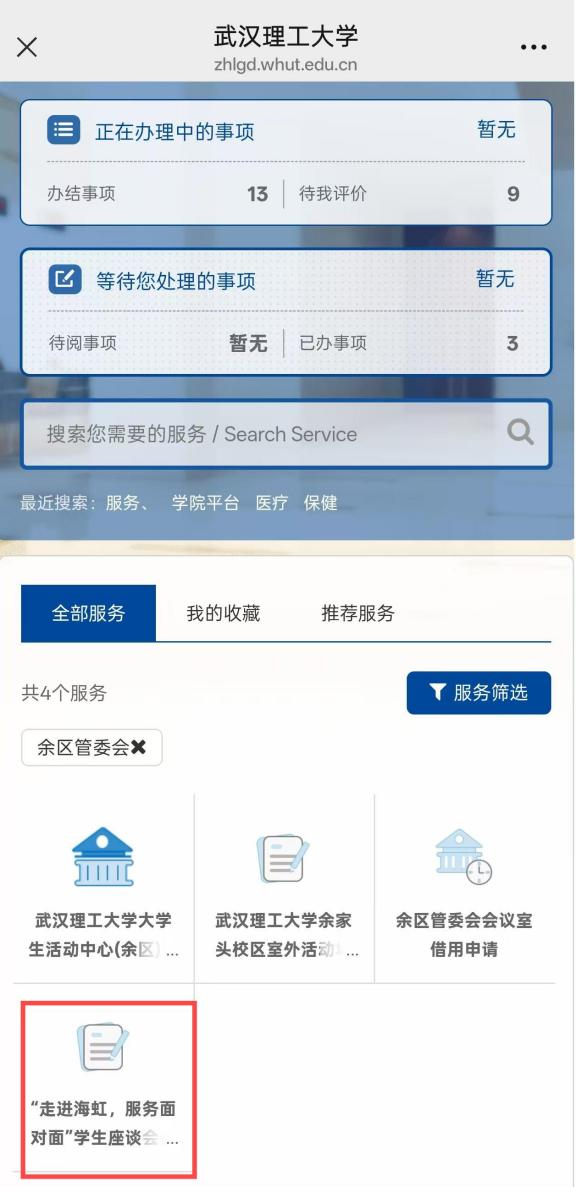 武汉理工大学
zhlgd.whut.edu.cn
正在办理中的事项 暂无
办结事项 13 待我评价 9
等待您处理的事项 暂无
待阅事项 暂无 已办事项 3
搜索您需要的服务 / Search Service
最近搜索：服务、 学院平台 医疗 保健
全部服务 我的收藏 推荐服务
共4个服务 服务筛选
余区管委会✖
武汉理工大学大学
生活动中心(余区) ...
武汉理工大学余家
头校区室外活动 ...
余区管委会会议室
借用申请
“走进海虹，服务面
对面”学生座谈会 ...